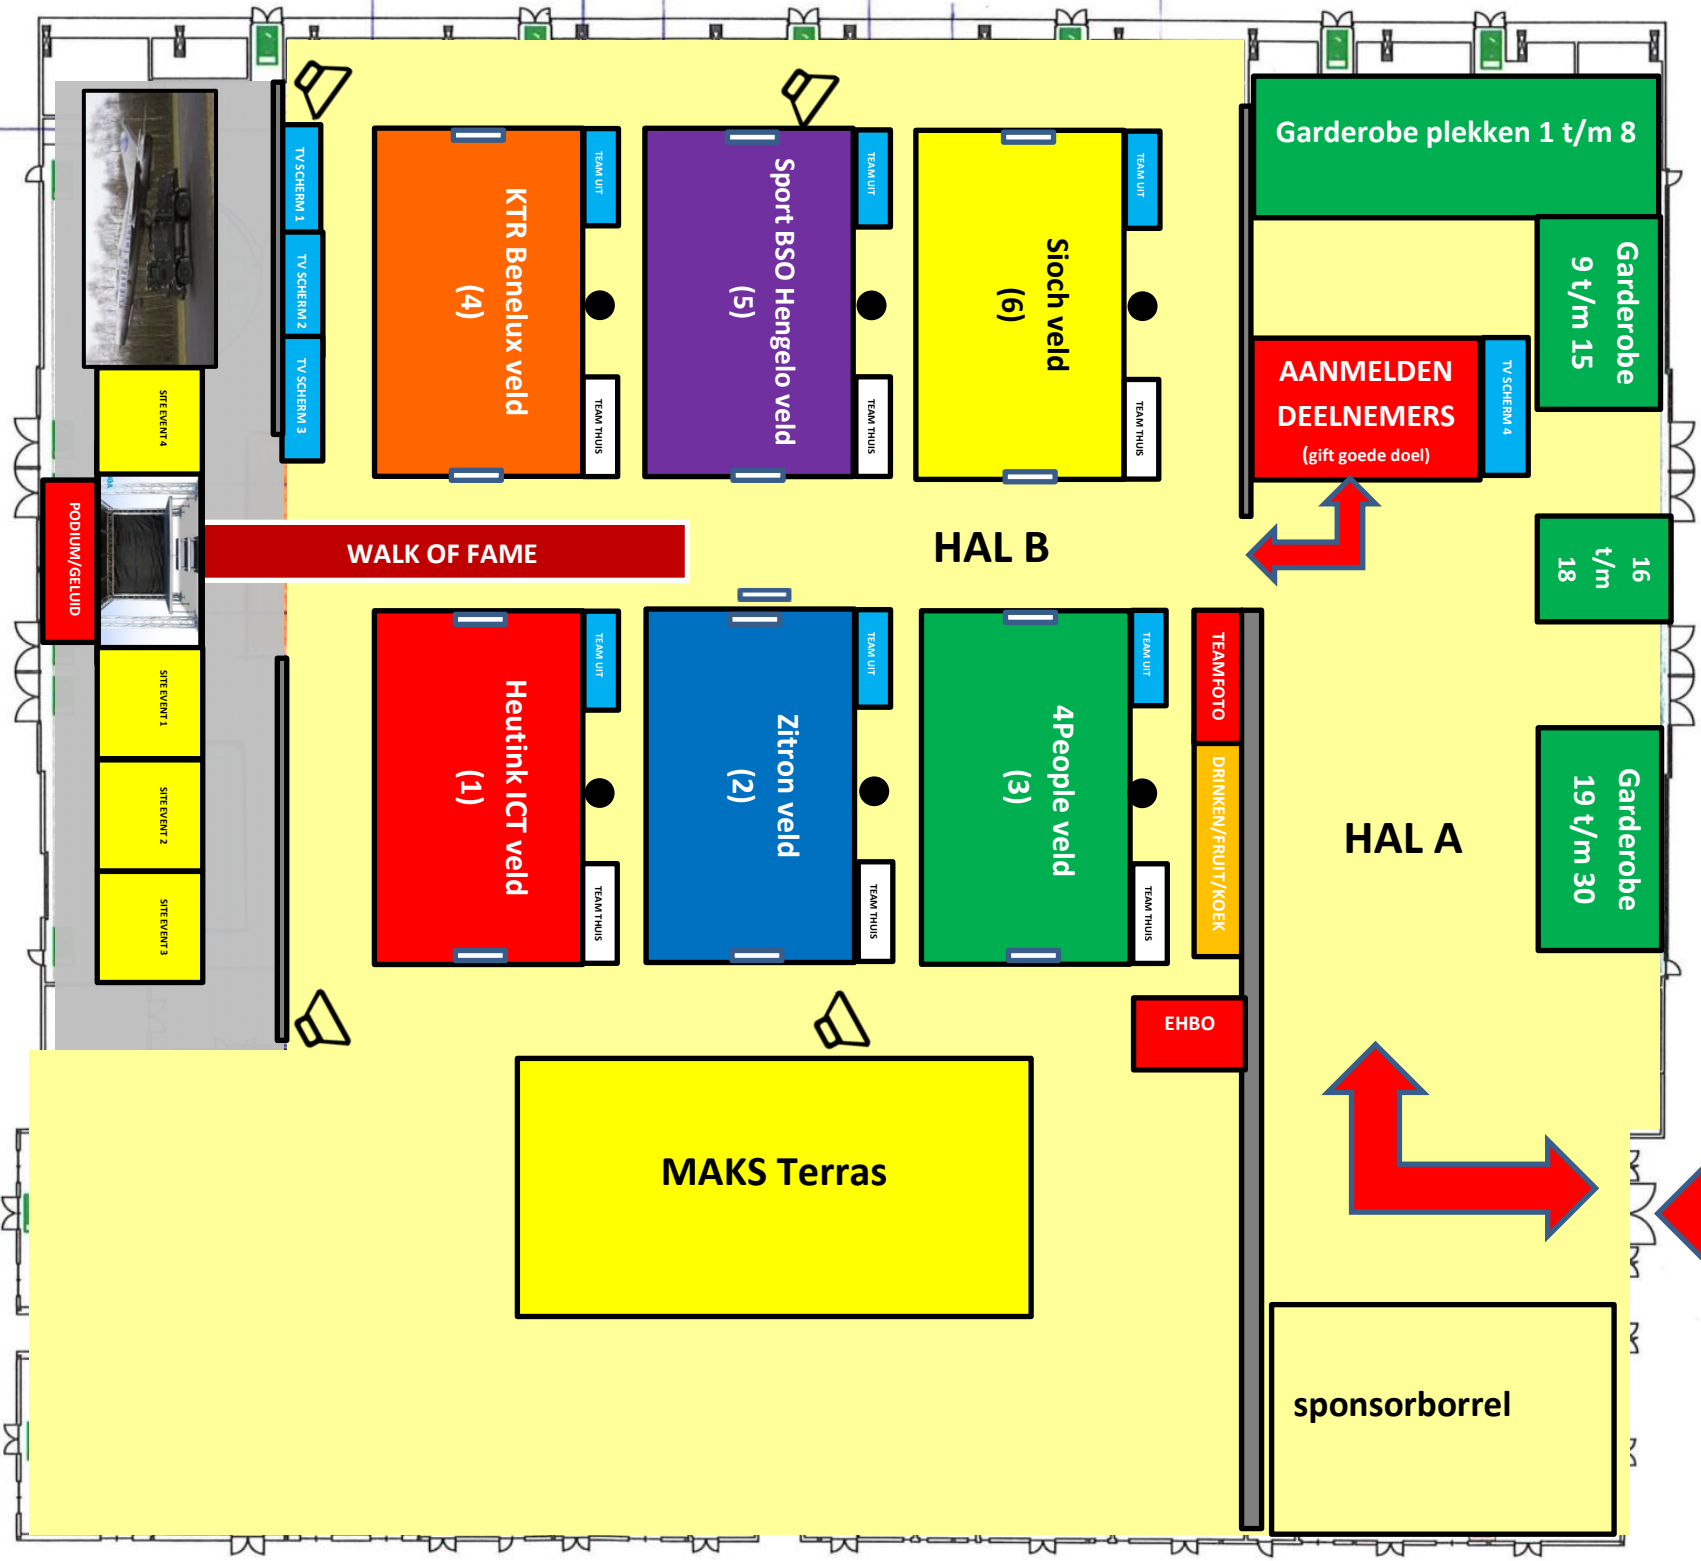 Garderobe plekken 1 t/m 8
Garderobe
9 t/m 15
TV SCHERM 1
TV SCHERM 2
TV SCHERM 3
KTR Benelux veld
(4)
TEAM UIT
TEAM THUIS
Sport BSO Hengelo veld
(5)
TEAM UIT
TEAM THUIS
Sioch veld
(6)
TEAM UIT
TEAM THUIS
AANMELDEN
DEELNEMERS
(gift goede doel)
TV SCHERM 4
SITE EVENT 4
PODIUM/GELUID
WALK OF FAME
HAL B
16
t/m
18
SITE EVENT 1
SITE EVENT 2
SITE EVENT 3
Heutink ICT veld
(1)
TEAM UIT
TEAM THUIS
Zitron veld
(2)
TEAM UIT
TEAM THUIS
4People veld
(3)
TEAM UIT
TEAM THUIS
TEAMFOTO
DRINKEN/FRUIT/KOEK
HAL A
Garderobe
19 t/m 30
EHBO
MAKS Terras
sponsorborrel